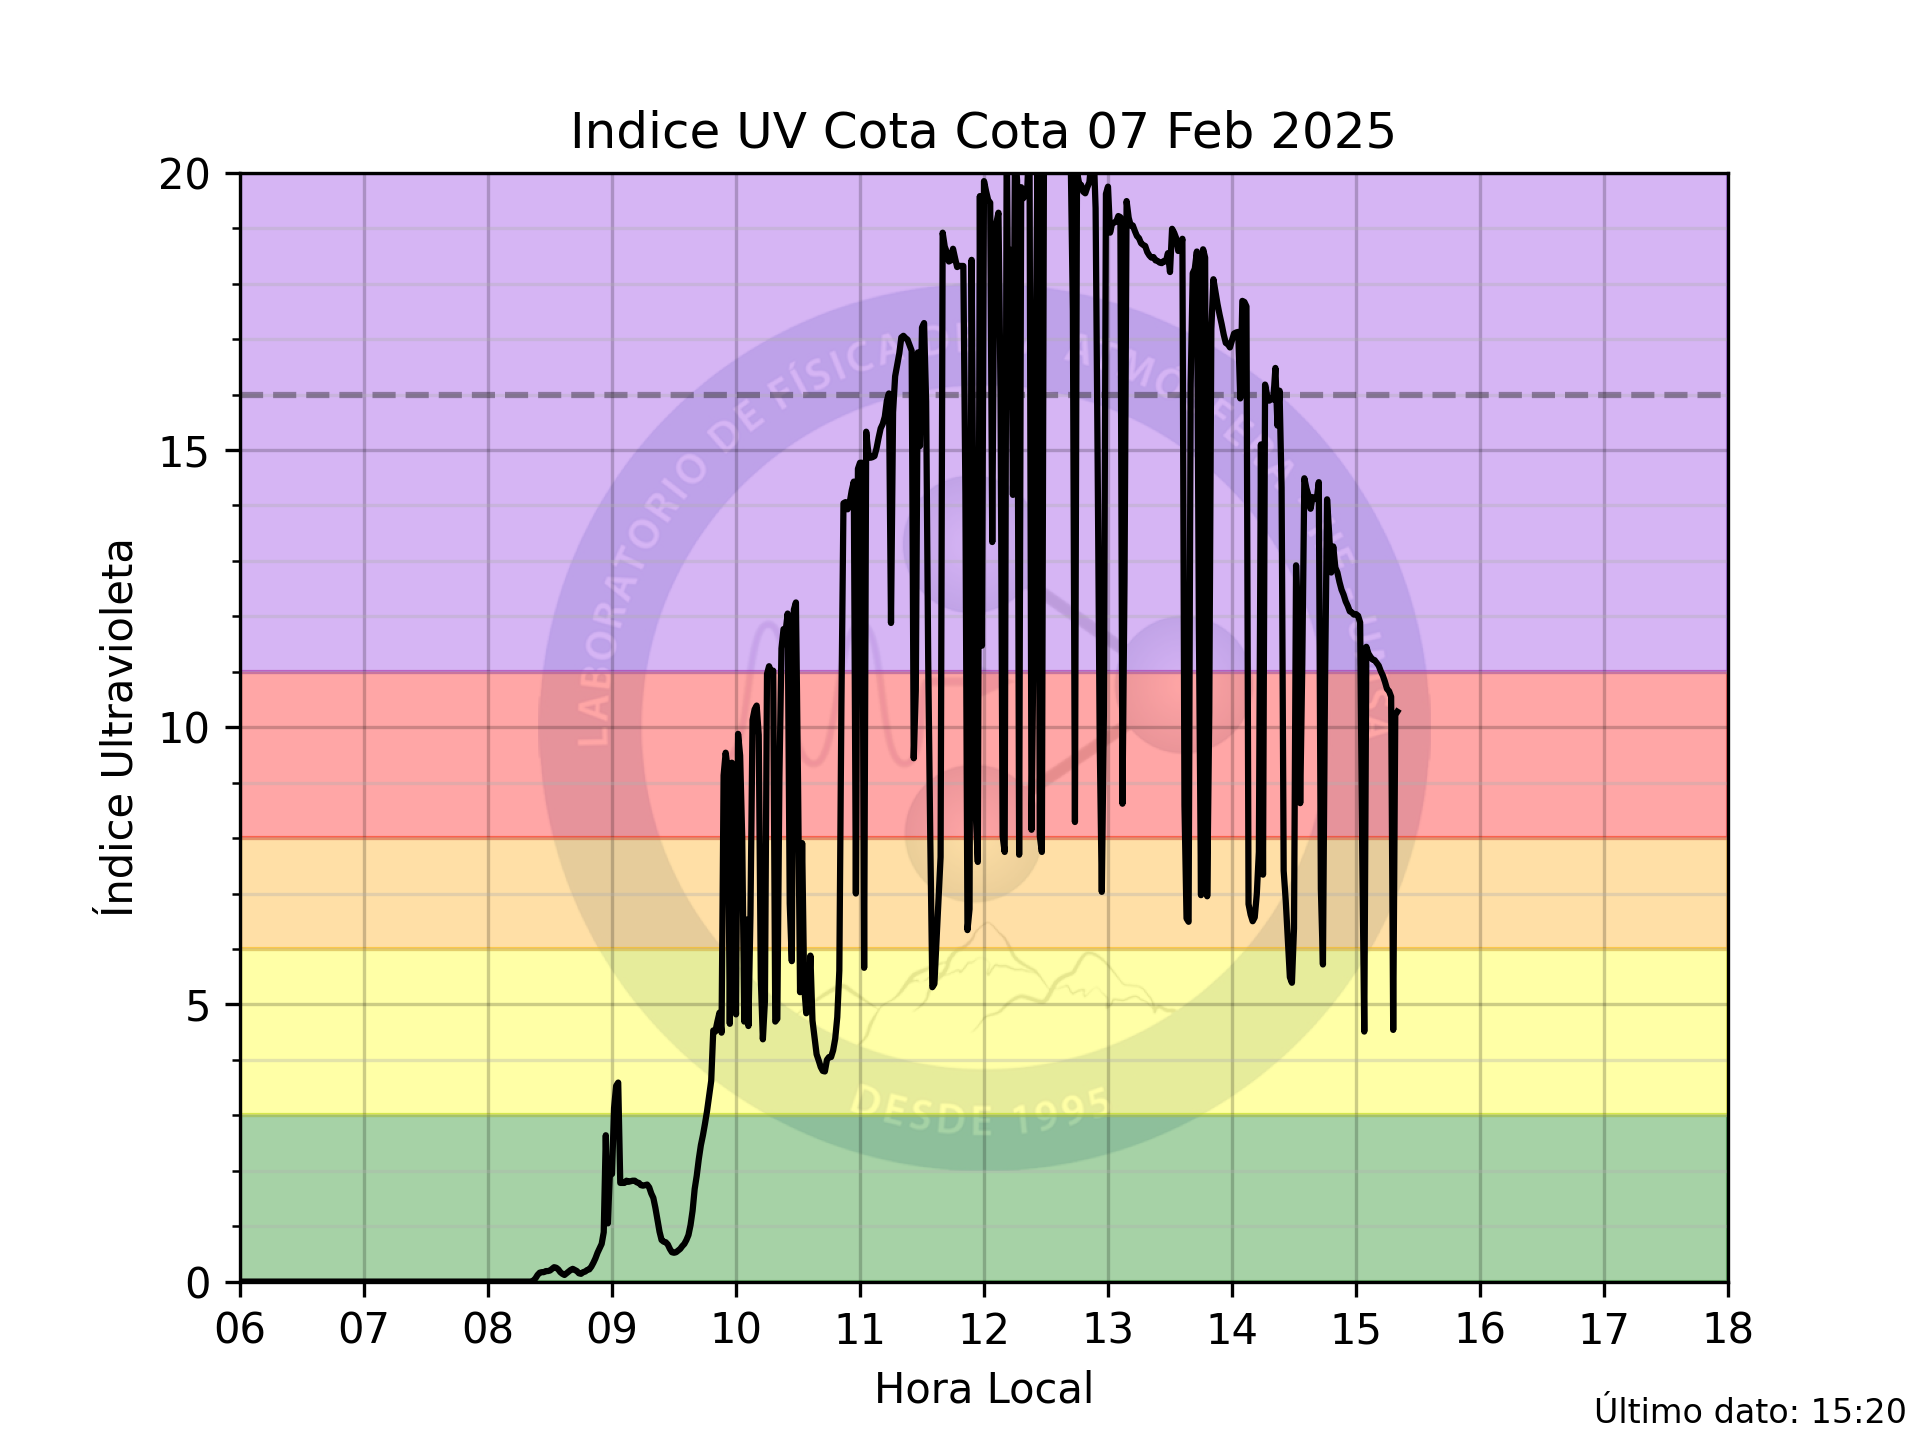 Indice UV Cota Cota 07 Feb 2025
20
15
10
5
0
Índice Ultravioleta
LABORATORIO DE FÍSICA DE
DESDE 1995
06 07 08 09 10 11 12 13 14 15 16 17 18
Hora Local
Último dato: 15:20